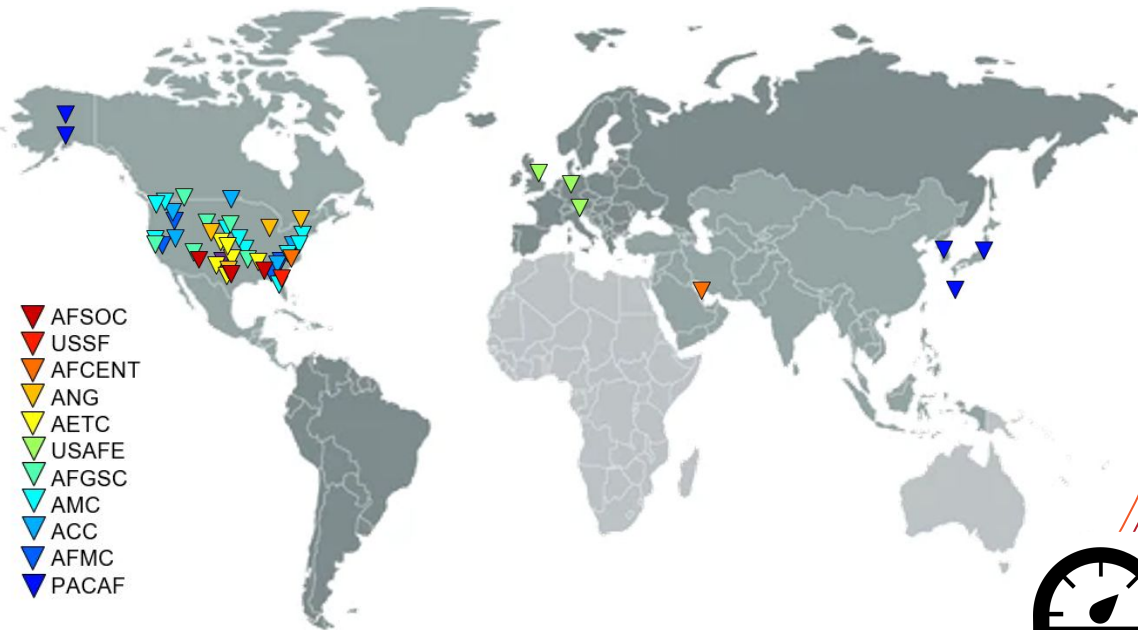 AFSOC
USSF
AFCENT
ANG
AETC
USAFE
AFGSC
AMC
ACC
AFMC
PACAF